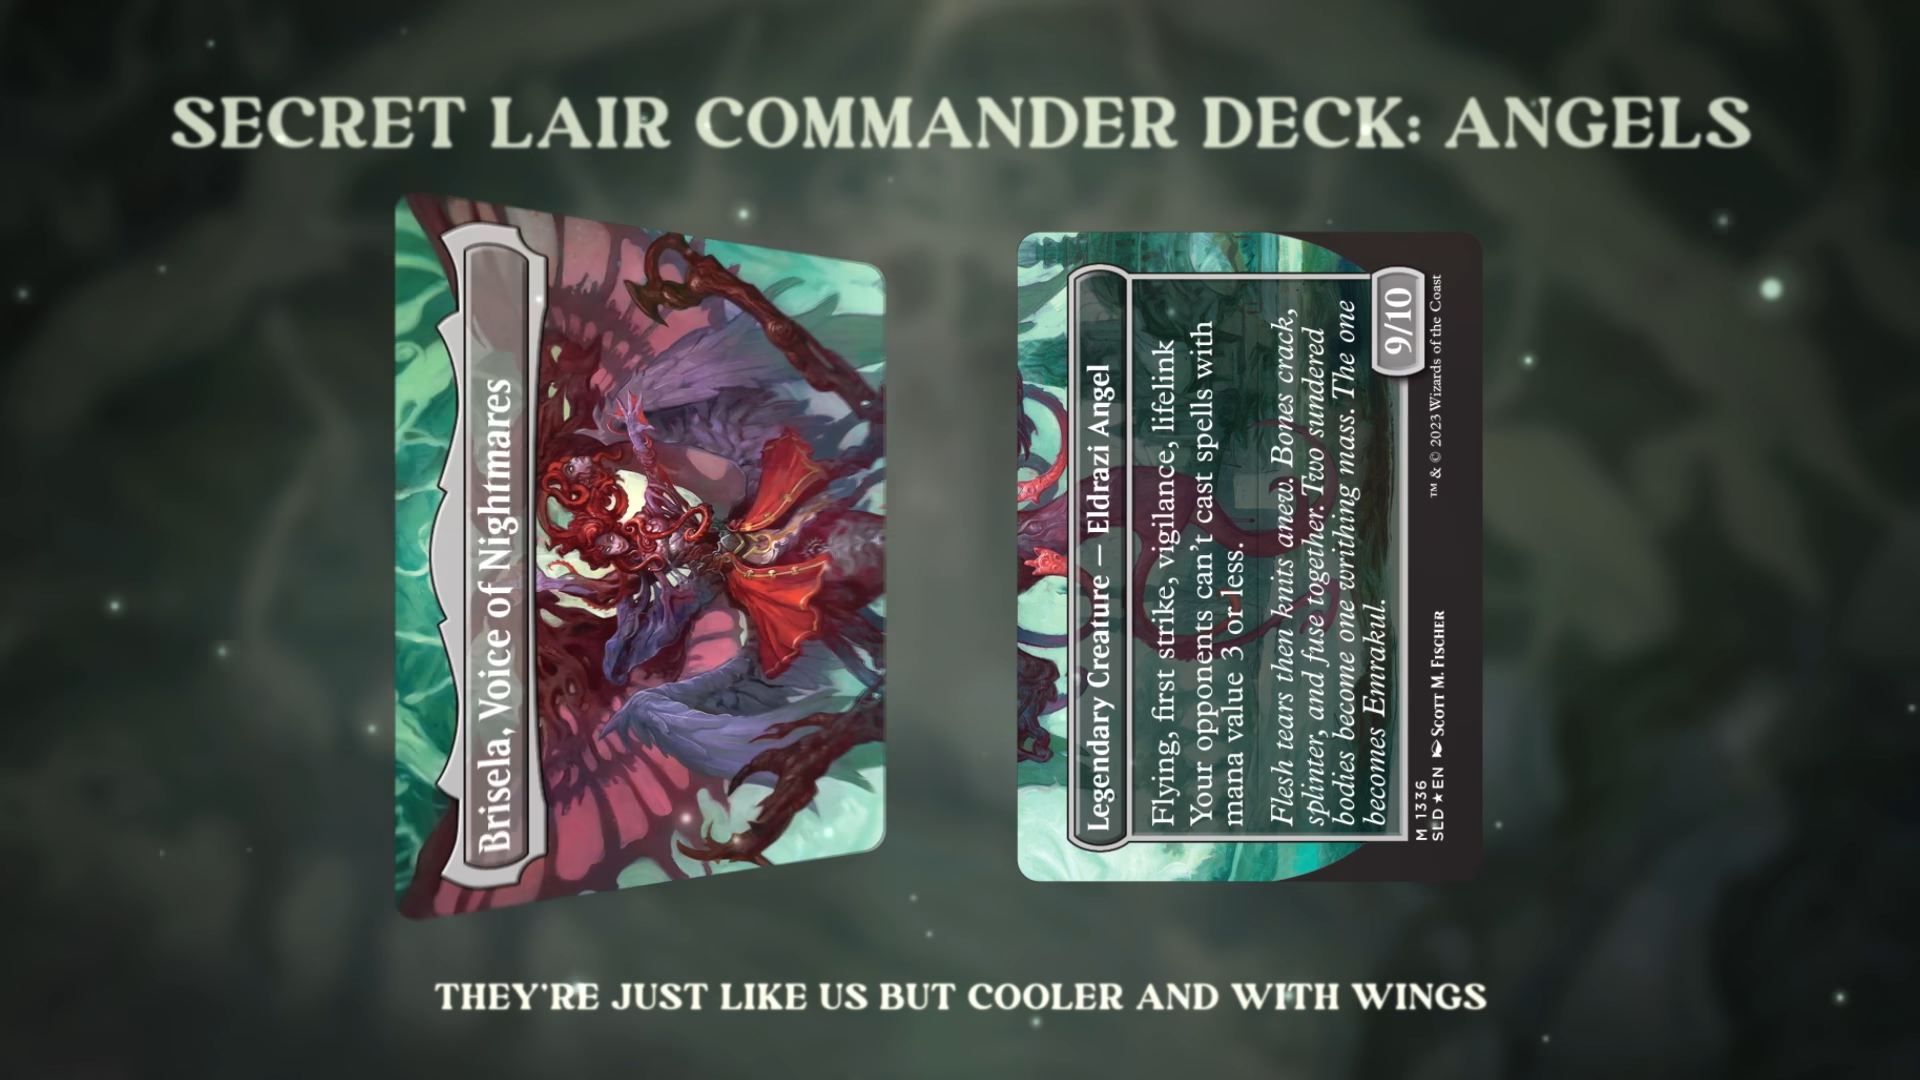 SECRET LAIR COMMANDER DECK: ANGELS
Brisela, Voice of Nightmares
Legendary Creature — Eldrazi Angel
Flying, first strike, vigilance, lifelink
Your opponents can't cast spells with
mana value 3 or less.
Flesh tears then knits anew. Bones crack,
splinter, and fuse together. Two sundered
bodies become one writhing mass. The one
becomes Emrakul.
9/10
M 1336
SLD ★ EN Scott M. Fischer
™ & © 2023 Wizards of the Coast
THEY'RE JUST LIKE US BUT COOLER AND WITH WINGS